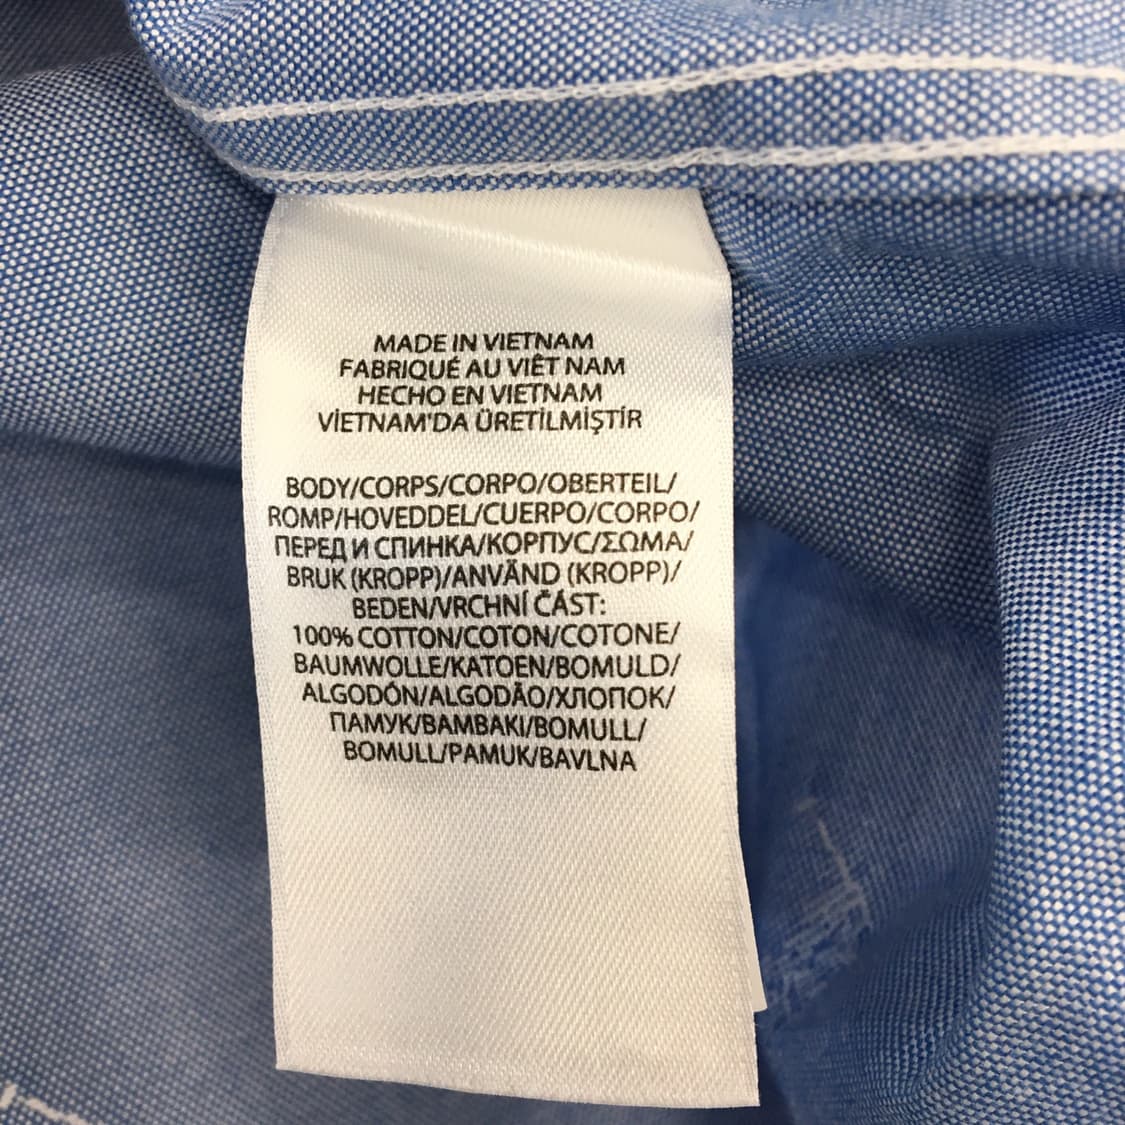 MADE IN VIETNAM
FABRIQUÉ AU VIÊT NAM
HECHO EN VIETNAM
VİETNAM'DA ÜRETİLMİŞTİR
BODY/CORPS/CORPO/OBERTEIL/
ROMP/HOVEDDEL/CUERPO/CORPO/
ПЕРЕД И СПИНКА/КОРПУС/ΣΩΜΑ/
BRUK (KROPP)/ANVÄND (KROPP)/
BEDEN/VRCHNÍ ČÁST:
100% COTTON/COTON/COTONE/
BAUMWOLLE/KATOEN/BOMULD/
ALGODÓN/ALGODÃO/ХЛОПОК/
ПАМУК/ΒΑΜΒΑΚΙ/BOMULL/
BOMULL/PAMUK/BAVLNA